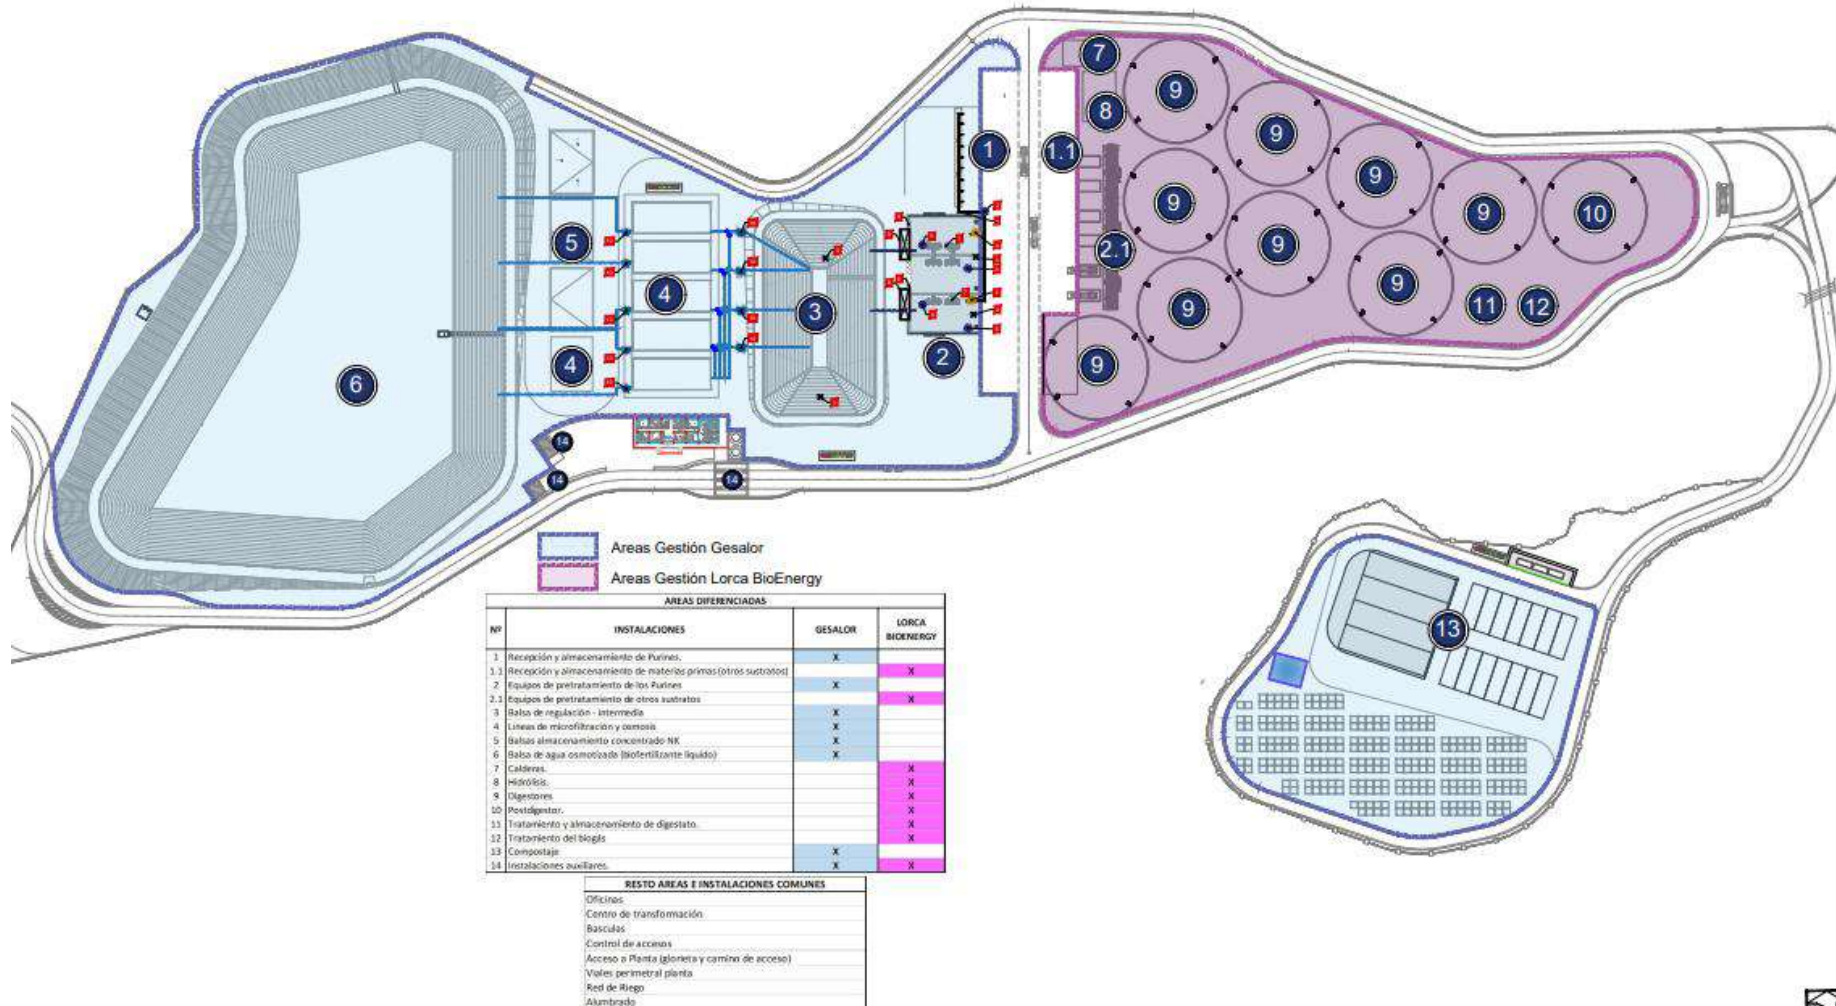 7
9
8
9
1
1.1
9
9
9
9
10
5
9
2.1
4
9
3
9
11
12
2
4
9
6
14
14
14
Areas Gestión Gesalor
Areas Gestión Lorca BioEnergy
AREAS DIFERENCIADAS
Nº INSTALACIONES GESALOR LORCA BIOENERGY
1 Recepción y almacenamiento de Purines. X
1.1 Recepción y almacenamiento de materias primas (otros sustratos) X
2 Equipos de pretratamiento de los Purines X
2.1 Equipos de pretratamiento de otros sustratos X
3 Balsa de regulación - intermedia X
4 Lineas de microfiltración y osmosis X
5 Balsas almacenamiento concentrado NK X
6 Balsa de agua osmotizada (biofertilizante liquido) X
7 Calderas. X
8 Hidrólisis. X
9 Digestores X
10 Postdigestor. X
11 Tratamiento y almacenamiento de digestato. X
12 Tratamiento del biogás X
13 Compostaje X
14 Instalaciones auxiliares. X X
RESTO AREAS E INSTALACIONES COMUNES
Oficinas
Centro de transformación
Basculas
Control de accesos
Acceso a Planta (glorieta y camino de acceso)
Viales perimetral planta
Red de Riego
Alumbrado
13